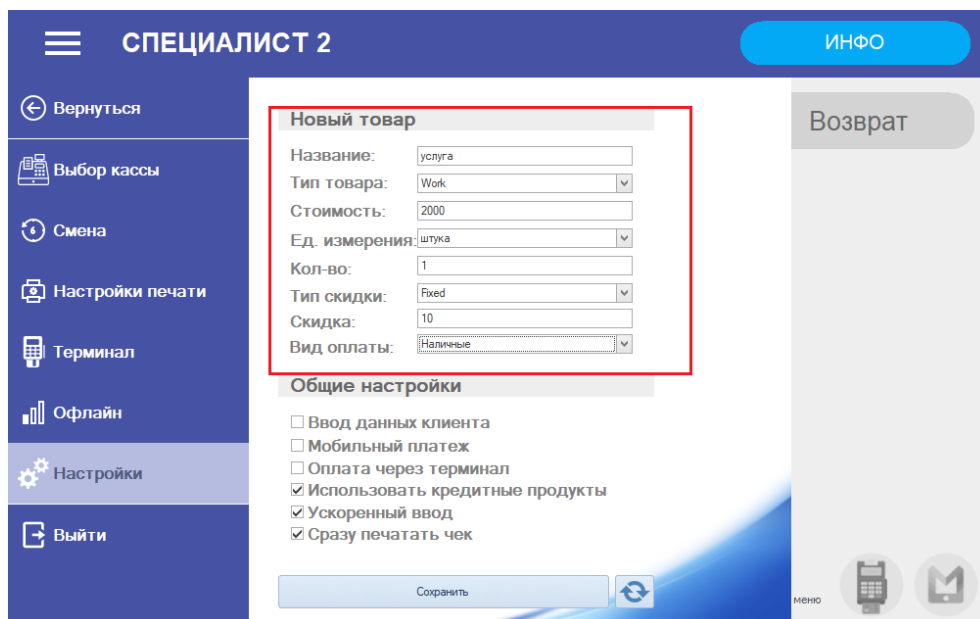 СПЕЦИАЛИСТ 2
ИНФО
Вернуться
Выбор кассы
6
Смена
Настройки печати
Терминал
Офлайн
Настройки
Выйти
Новый товар
Название: услуга
Тип товара: Work
Стоимость: 2000
Ед. измерения: штука
Кол-во: 1
Тип скидки: Fixed
Скидка: 10
Вид оплаты: Наличные
Общие настройки
Ввод данных клиента
Мобильный платеж
Оплата через терминал
Использовать кредитные продукты
Ускоренный ввод
Сразу печатать чек
Сохранить
Возврат
меню